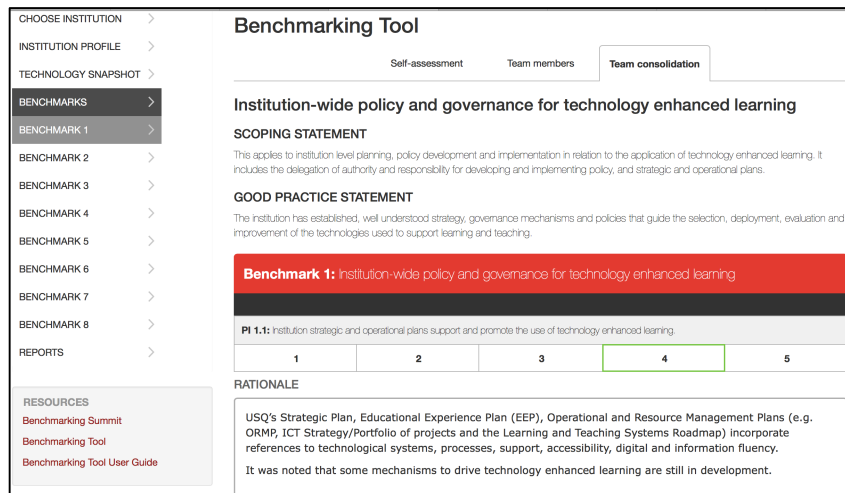 CHOOSE INSTITUTION
INSTITUTION PROFILE
TECHNOLOGY SNAPSHOT
BENCHMARKS
BENCHMARK 1
BENCHMARK 2
BENCHMARK 3
BENCHMARK 4
BENCHMARK 5
BENCHMARK 6
BENCHMARK 7
BENCHMARK 8
REPORTS
RESOURCES
Benchmarking Summit
Benchmarking Tool
Benchmarking Tool User Guide
Benchmarking Tool
Self-assessment Team members Team consolidation
Institution-wide policy and governance for technology enhanced learning
SCOPING STATEMENT
This applies to institution level planning, policy development and implementation in relation to the application of technology enhanced learning. It
includes the delegation of authority and responsibility for developing and implementing policy, and strategic and operational plans.
GOOD PRACTICE STATEMENT
The institution has established, well understood strategy, governance mechanisms and policies that guide the selection, deployment, evaluation and
improvement of the technologies used to support learning and teaching.
Benchmark 1: Institution-wide policy and governance for technology enhanced learning
PI 1.1: Institution strategic and operational plans support and promote the use of technology enhanced learning.
1 2 3 4 5
RATIONALE
USQ's Strategic Plan, Educational Experience Plan (EEP), Operational and Resource Management Plans (e.g.
ORMP, ICT Strategy/Portfolio of projects and the Learning and Teaching Systems Roadmap) incorporate
references to technological systems, processes, support, accessibility, digital and information fluency.
It was noted that some mechanisms to drive technology enhanced learning are still in development.